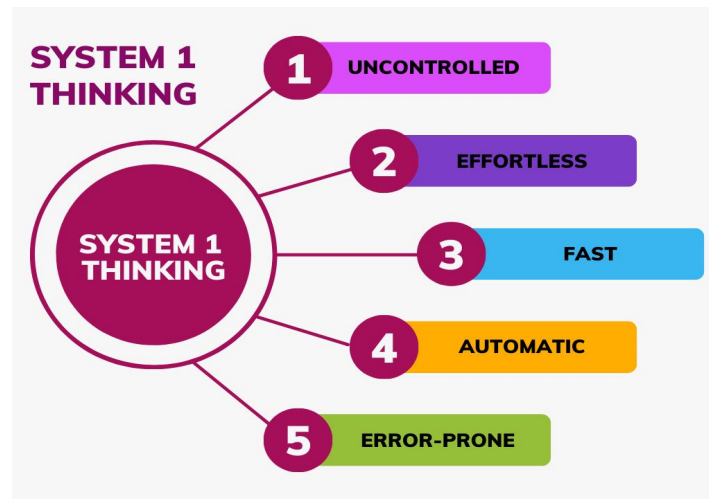 SYSTEM 1
THINKING
1
UNCONTROLLED
2
EFFORTLESS
SYSTEM 1
THINKING
3
FAST
4
AUTOMATIC
5
ERROR-PRONE